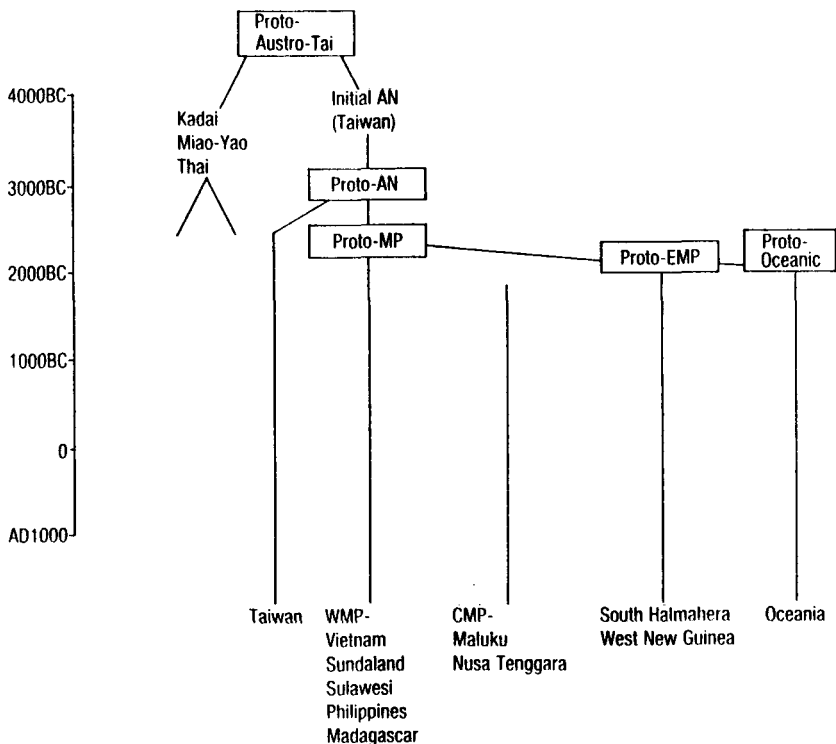 Proto-
Austro-Tai
4000BC
Initial AN
(Taiwan)
Kadai
Miao-Yao
Thai
3000BC
Proto-AN
Proto-MP
Proto-EMP
Proto-
Oceanic
2000BC
1000BC
0
AD1000
Taiwan
WMP-
Vietnam
Sundaland
Sulawesi
Philippines
Madagascar
CMP-
Maluku
Nusa Tenggara
South Halmahera
West New Guinea
Oceania